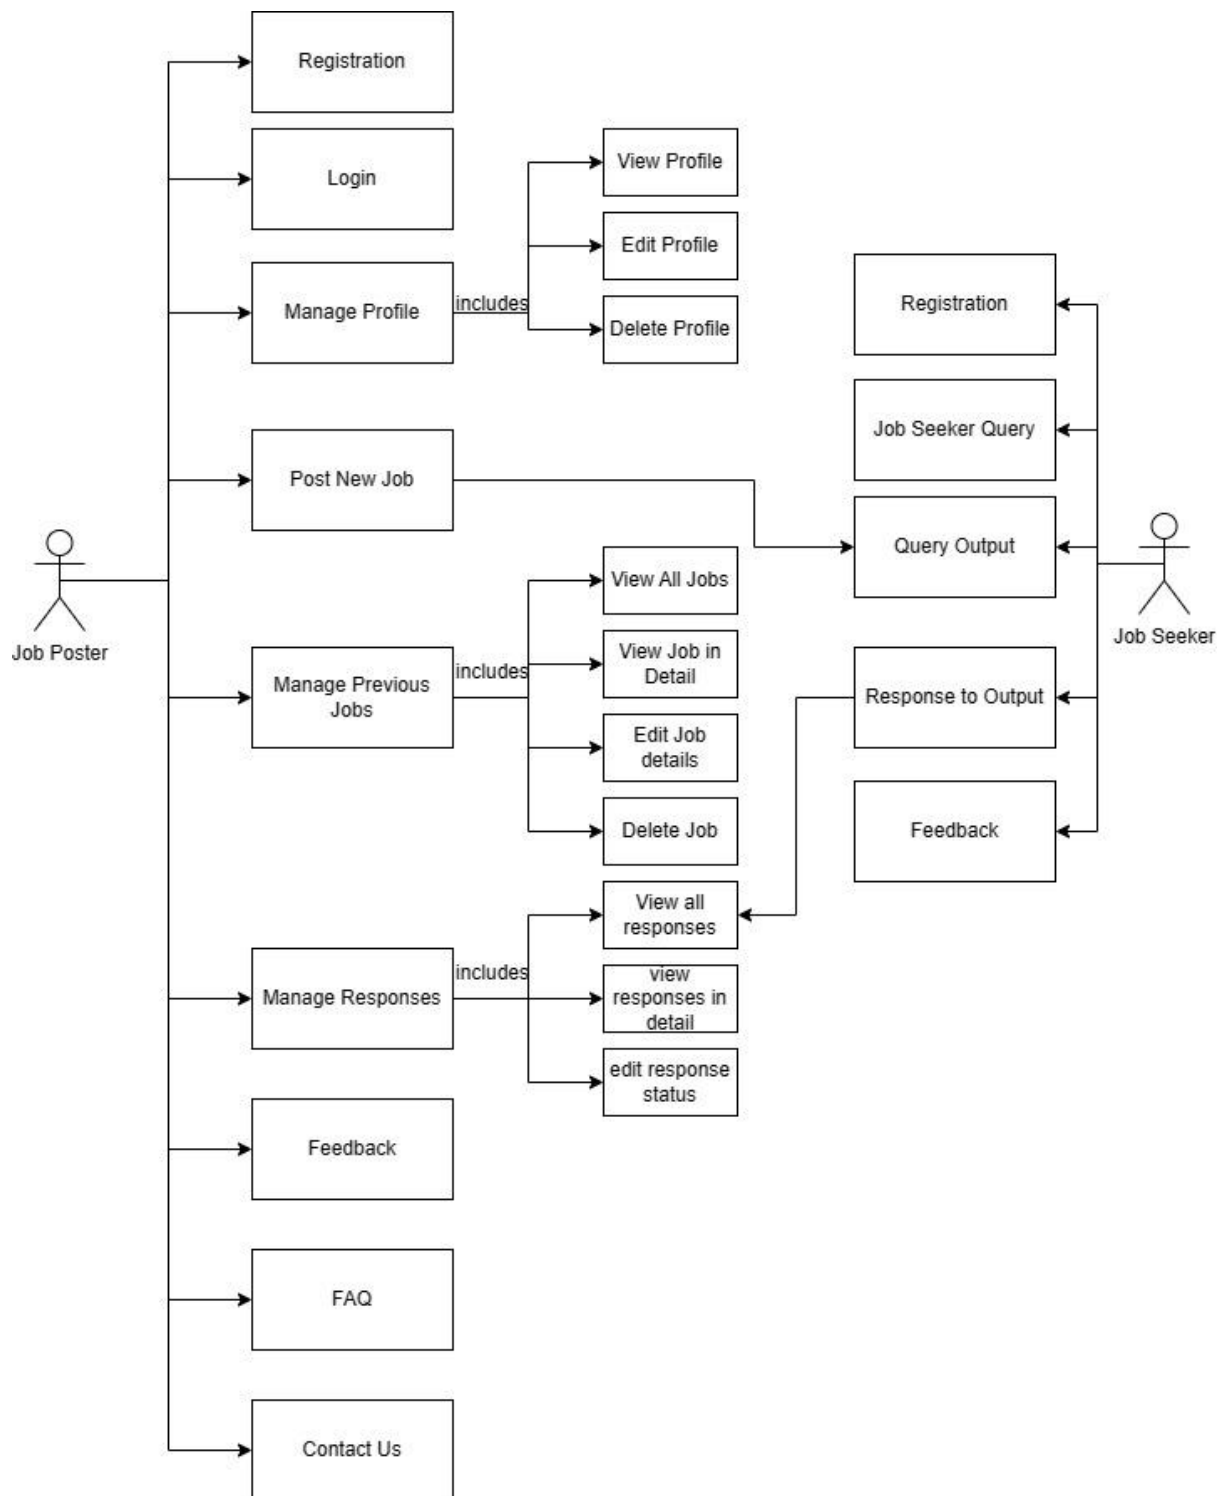 Registration
Login
View Profile
Edit Profile
Manage Profile
includes
Delete Profile
Registration
Job Seeker Query
Post New Job
Query Output
Job Poster
Job Seeker
View All Jobs
Manage Previous
Jobs
includes
View Job in
Detail
Response to Output
Edit Job
details
Delete Job
Feedback
View all
responses
Manage Responses
includes
view
responses in
detail
edit response
status
Feedback
FAQ
Contact Us